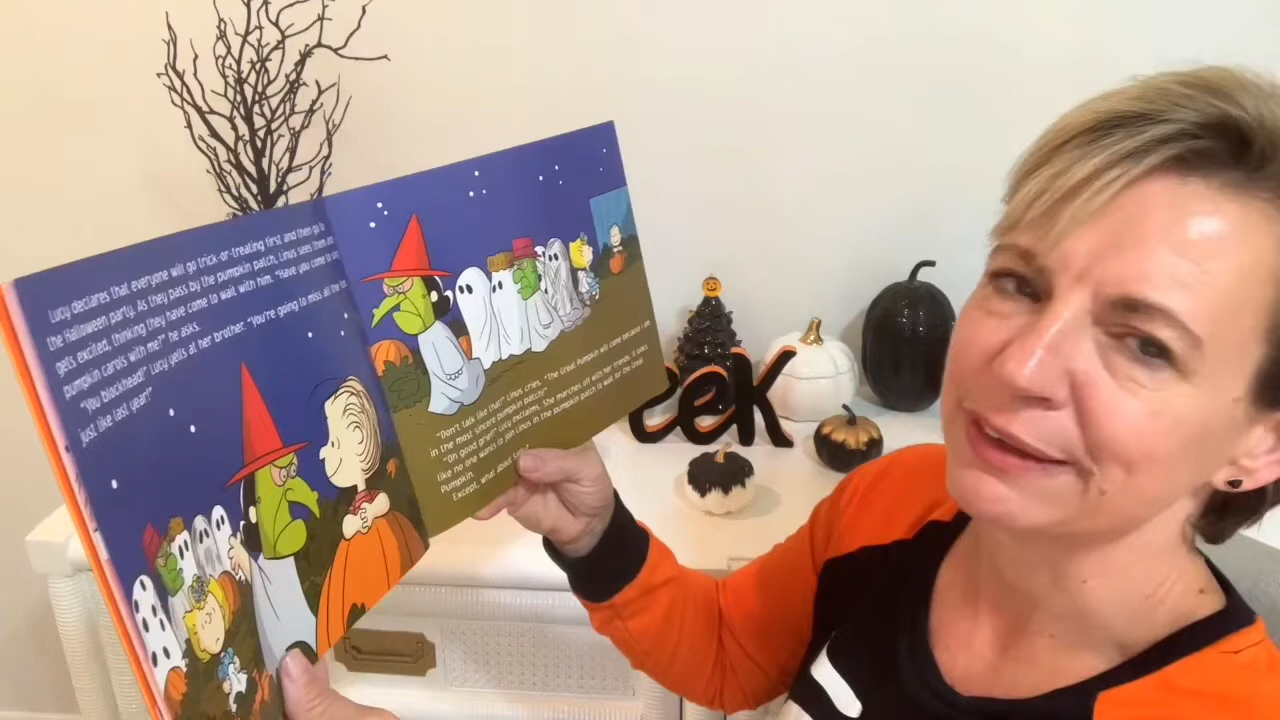 Lucy declares that everyone will go trick-or-treating first and then go to
the Halloween party. As they pass by the pumpkin patch, Linus sees them and
gets excited, thinking they have come to wait with him. "Have you come to sing
pumpkin carols with me?" he asks.
"You blockhead!" Lucy yells at her brother. "You're going to miss all the fun
just like last year!"
"Don't talk like that!" Linus cries. "The Great Pumpkin will come because I am
in the most sincere pumpkin patch!"
"Oh good grief!" Lucy exclaims. She marches off with her friends. It looks
like no one wants to join Linus in the pumpkin patch to wait for the Great
Pumpkin.
Except, what about Sally?
eek